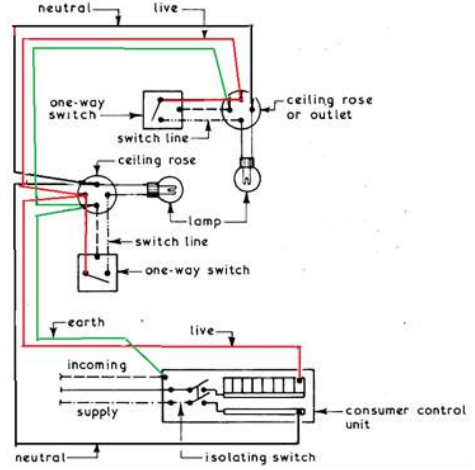 neutral
live
one-way
switch
switch line
ceiling rose
or outlet
ceiling rose
lamp
switch line
one-way switch
earth
live
incoming
supply
consumer control
unit
neutral
isolating switch